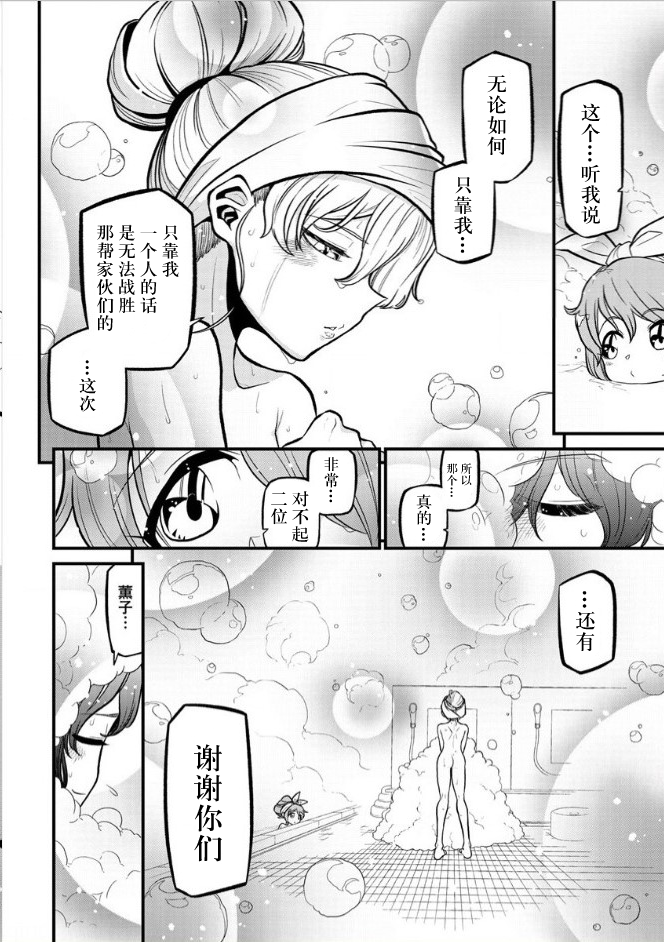 这个…听我说
无论如何
只靠我…
只靠我
一个人的话
是无法战胜
那帮家伙们的
…这次
所以
那个…
真的…
非常…
对不起
二位
…还有
薰子…
谢谢你们